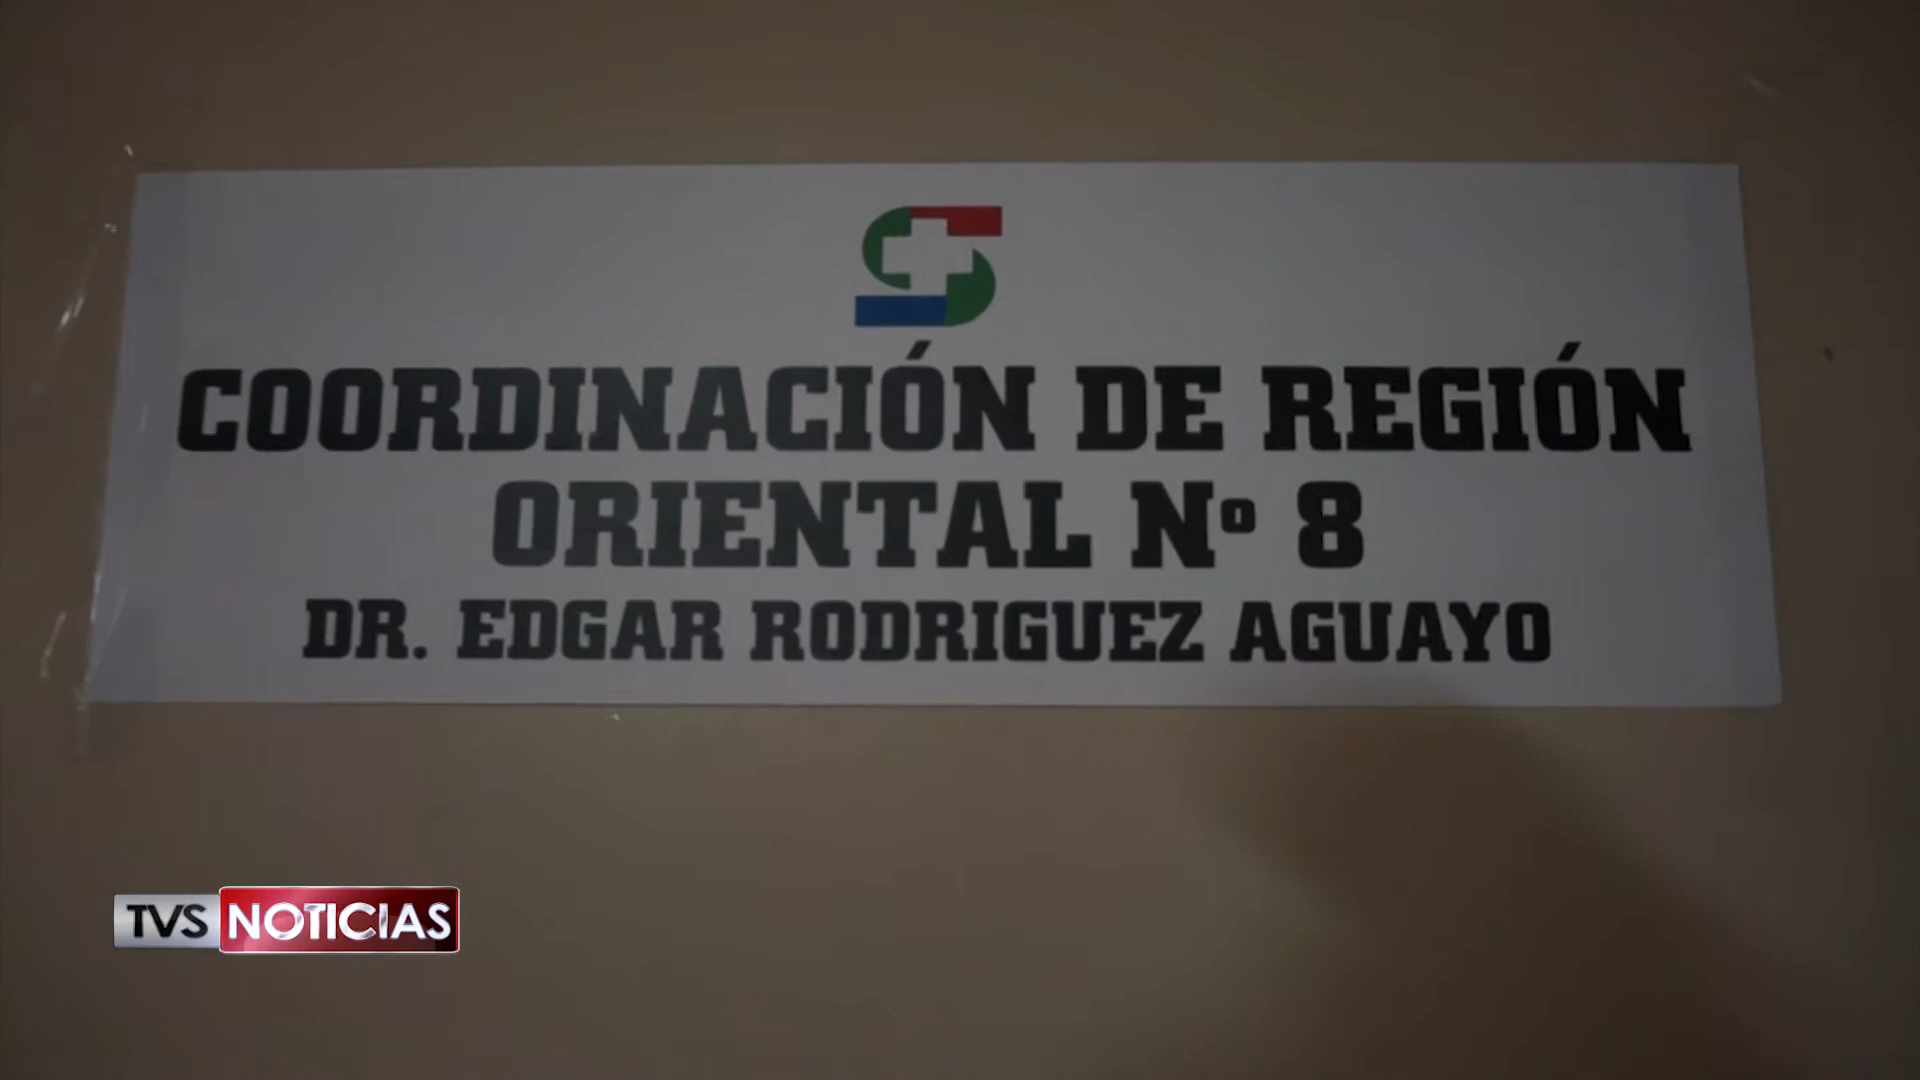 COORDINACIÓN DE REGIÓN
ORIENTAL Nº 8
DR. EDGAR RODRIGUEZ AGUAYO
TVS NOTICIAS